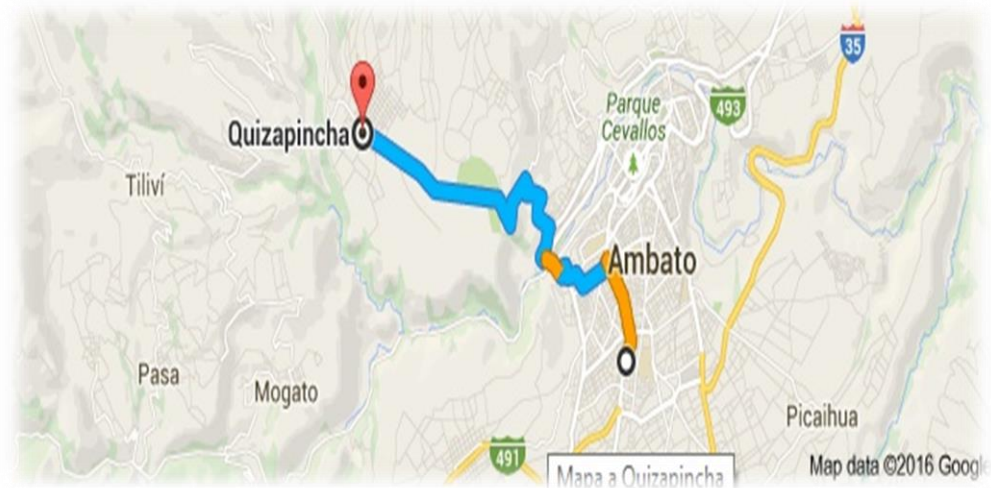 35
Parque
Cevallos
493
Quizapincha
Tiliví
Ambato
Pasa
Mogato
Picaihua
491
Mapa a Quizapincha
Map data ©2016 Google